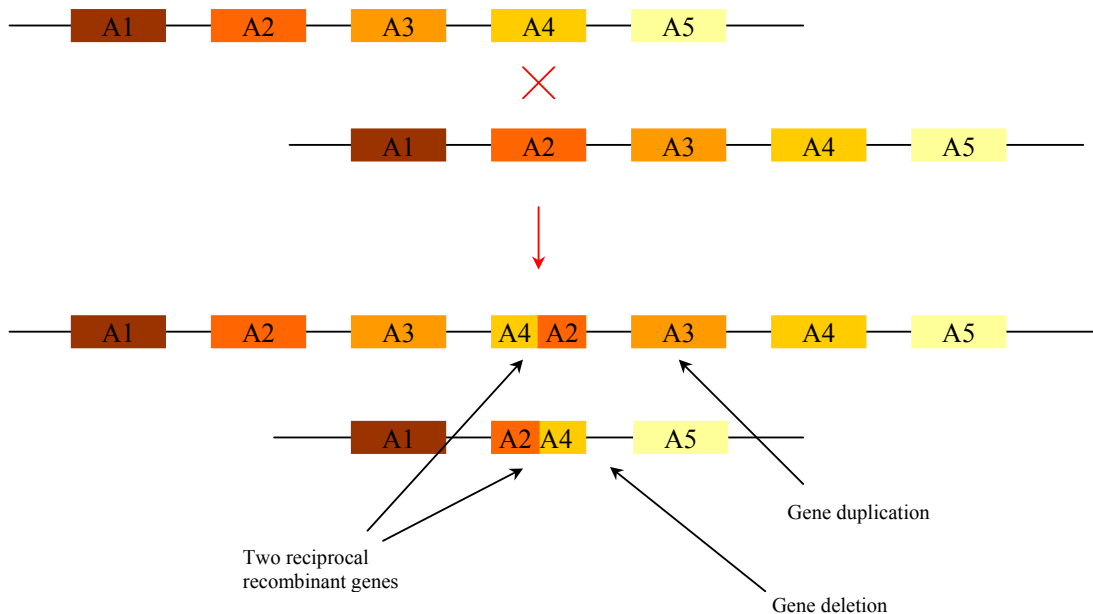 A1 A2 A3 A4 A5
A1 A2 A3 A4 A5
A1 A2 A3 A4 A2 A3 A4 A5
A1 A2 A4 A5
Gene duplication
Two reciprocal
recombinant genes
Gene deletion